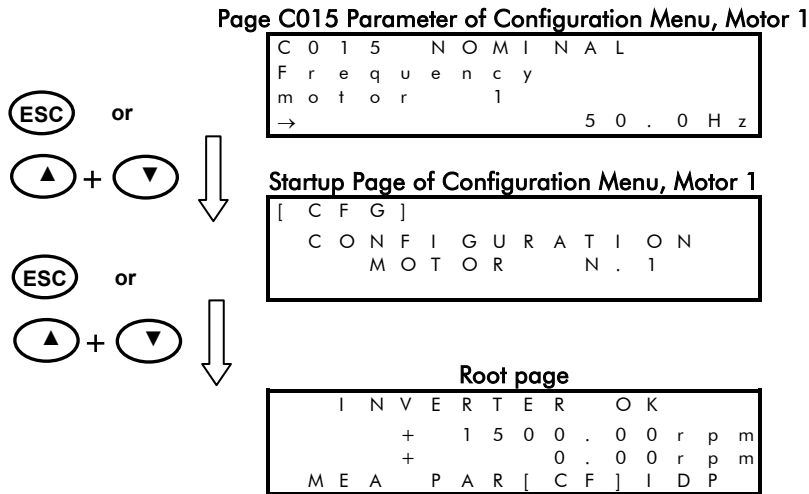 Page C015 Parameter of Configuration Menu, Motor 1
C015 NOMINAL
Frequency
motor 1
→ 50.0Hz
ESC or
▲ + ▼
Startup Page of Configuration Menu, Motor 1
[CFG]
CONFIGURATION
MOTOR N.1
ESC or
▲ + ▼
Root page
INVERTER OK
+ 1500.00rpm
+ 0.00rpm
MEA PAR[CF]IDP